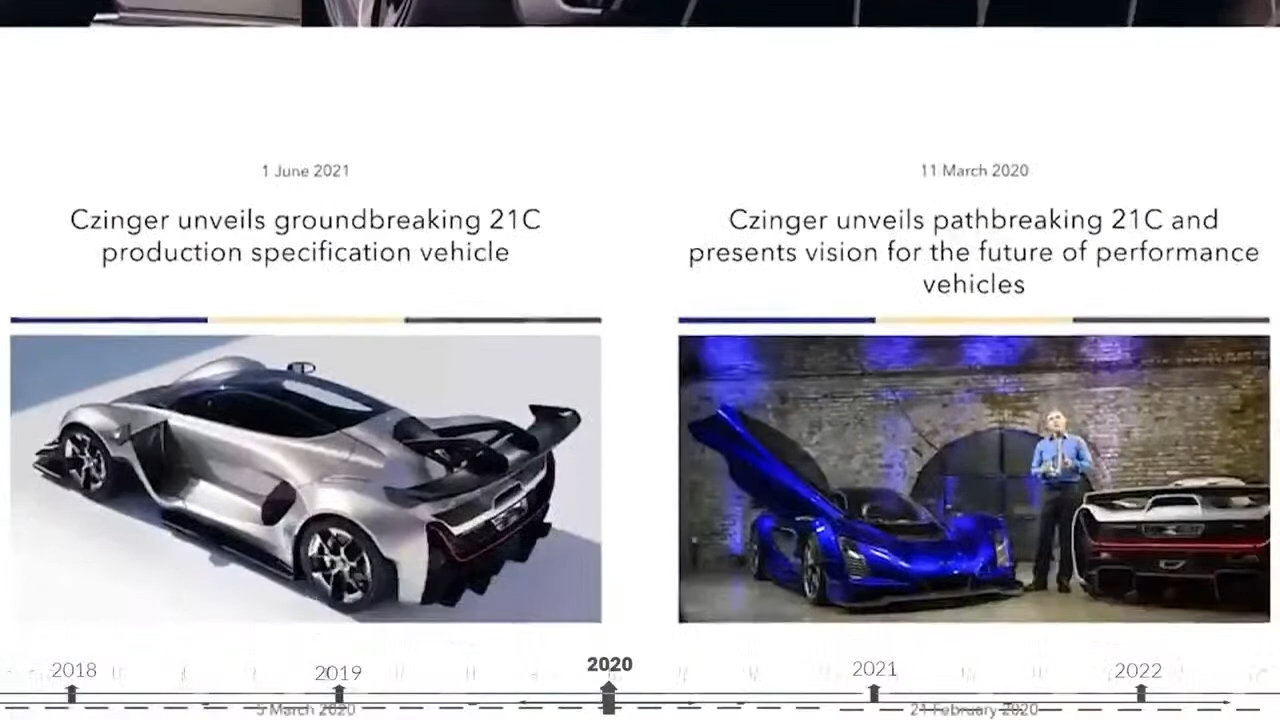 1 June 2021
Czinger unveils groundbreaking 21C
production specification vehicle
11 March 2020
Czinger unveils pathbreaking 21C and
presents vision for the future of performance
vehicles
2018 2019 2020 2021 2022
5 March 2020 21 February 2020